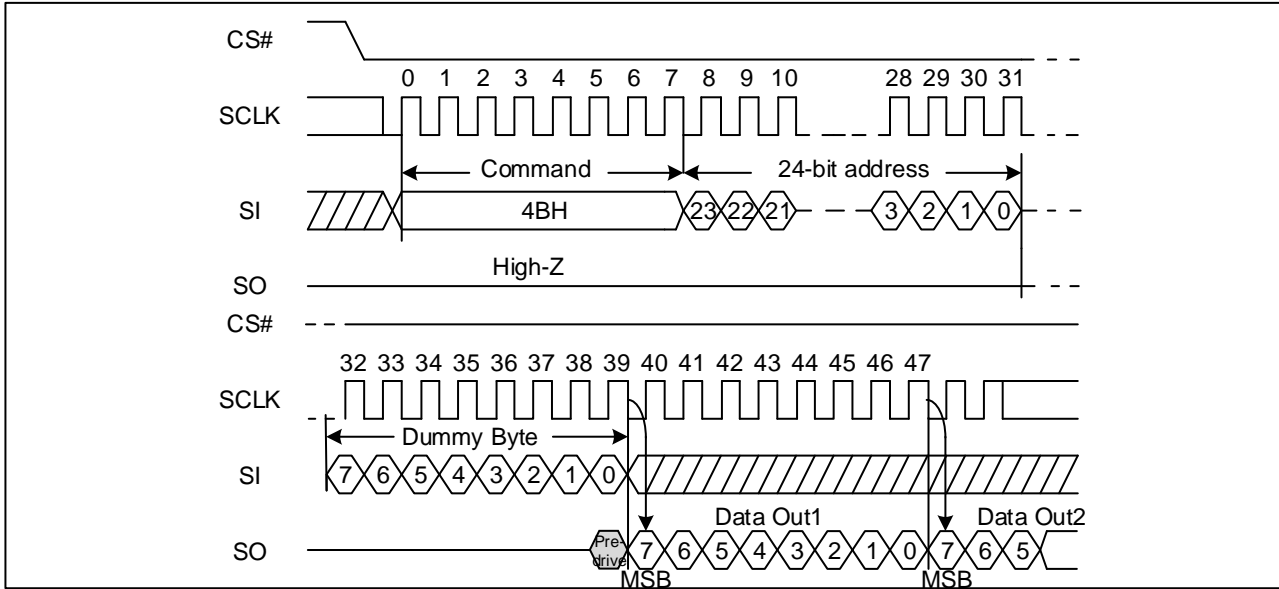 CS#
0 1 2 3 4 5 6 7 8 9 10 28 29 30 31
SCLK
Command 24-bit address
SI 4BH 23 22 21 3 2 1 0
High-Z
SO
CS#
32 33 34 35 36 37 38 39 40 41 42 43 44 45 46 47
SCLK
Dummy Byte
SI 7 6 5 4 3 2 1 0
Data Out1 Data Out2
SO Pre- 7 6 5 4 3 2 1 0 7 6 5
drive
MSB MSB